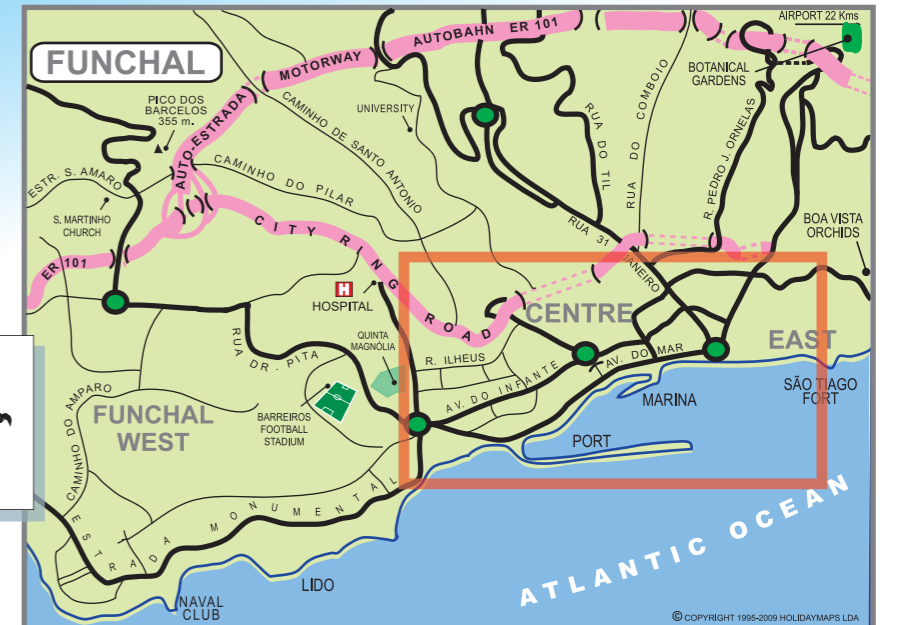 FUNCHAL
AIRPORT 22 Kms
AUTOBAHN ER 101
MOTORWAY
AUTO-ESTRADA
BOTANICAL
GARDENS
PICO DOS
BARCELOS
355 m.
UNIVERSITY
CAMINHO DE SANTO ANTONIO
RUA DO TIL
RUA DO COMBOIO
R. PEDRO J. ORNELAS
CAMINHO DO PILAR
ESTR. S. AMARO
S. MARTINHO
CHURCH
CITY RING ROAD
RUA 31 JANEIRO
BOA VISTA
ORCHIDS
ER 101
H
HOSPITAL
CENTRE
EAST
QUINTA
MAGNÓLIA
R. ILHEUS
RUA DR. PITA
AV. DO INFANTE
AV. DO MAR
SÃO TIAGO
FORT
MARINA
PORT
CAMINHO DO AMPARO
FUNCHAL
WEST
BARREIROS
FOOTBALL
STADIUM
ESTRADA MONUMENTAL
ATLANTIC OCEAN
LIDO
NAVAL
CLUB
© COPYRIGHT 1995-2009 HOLIDAYMAPS LDA